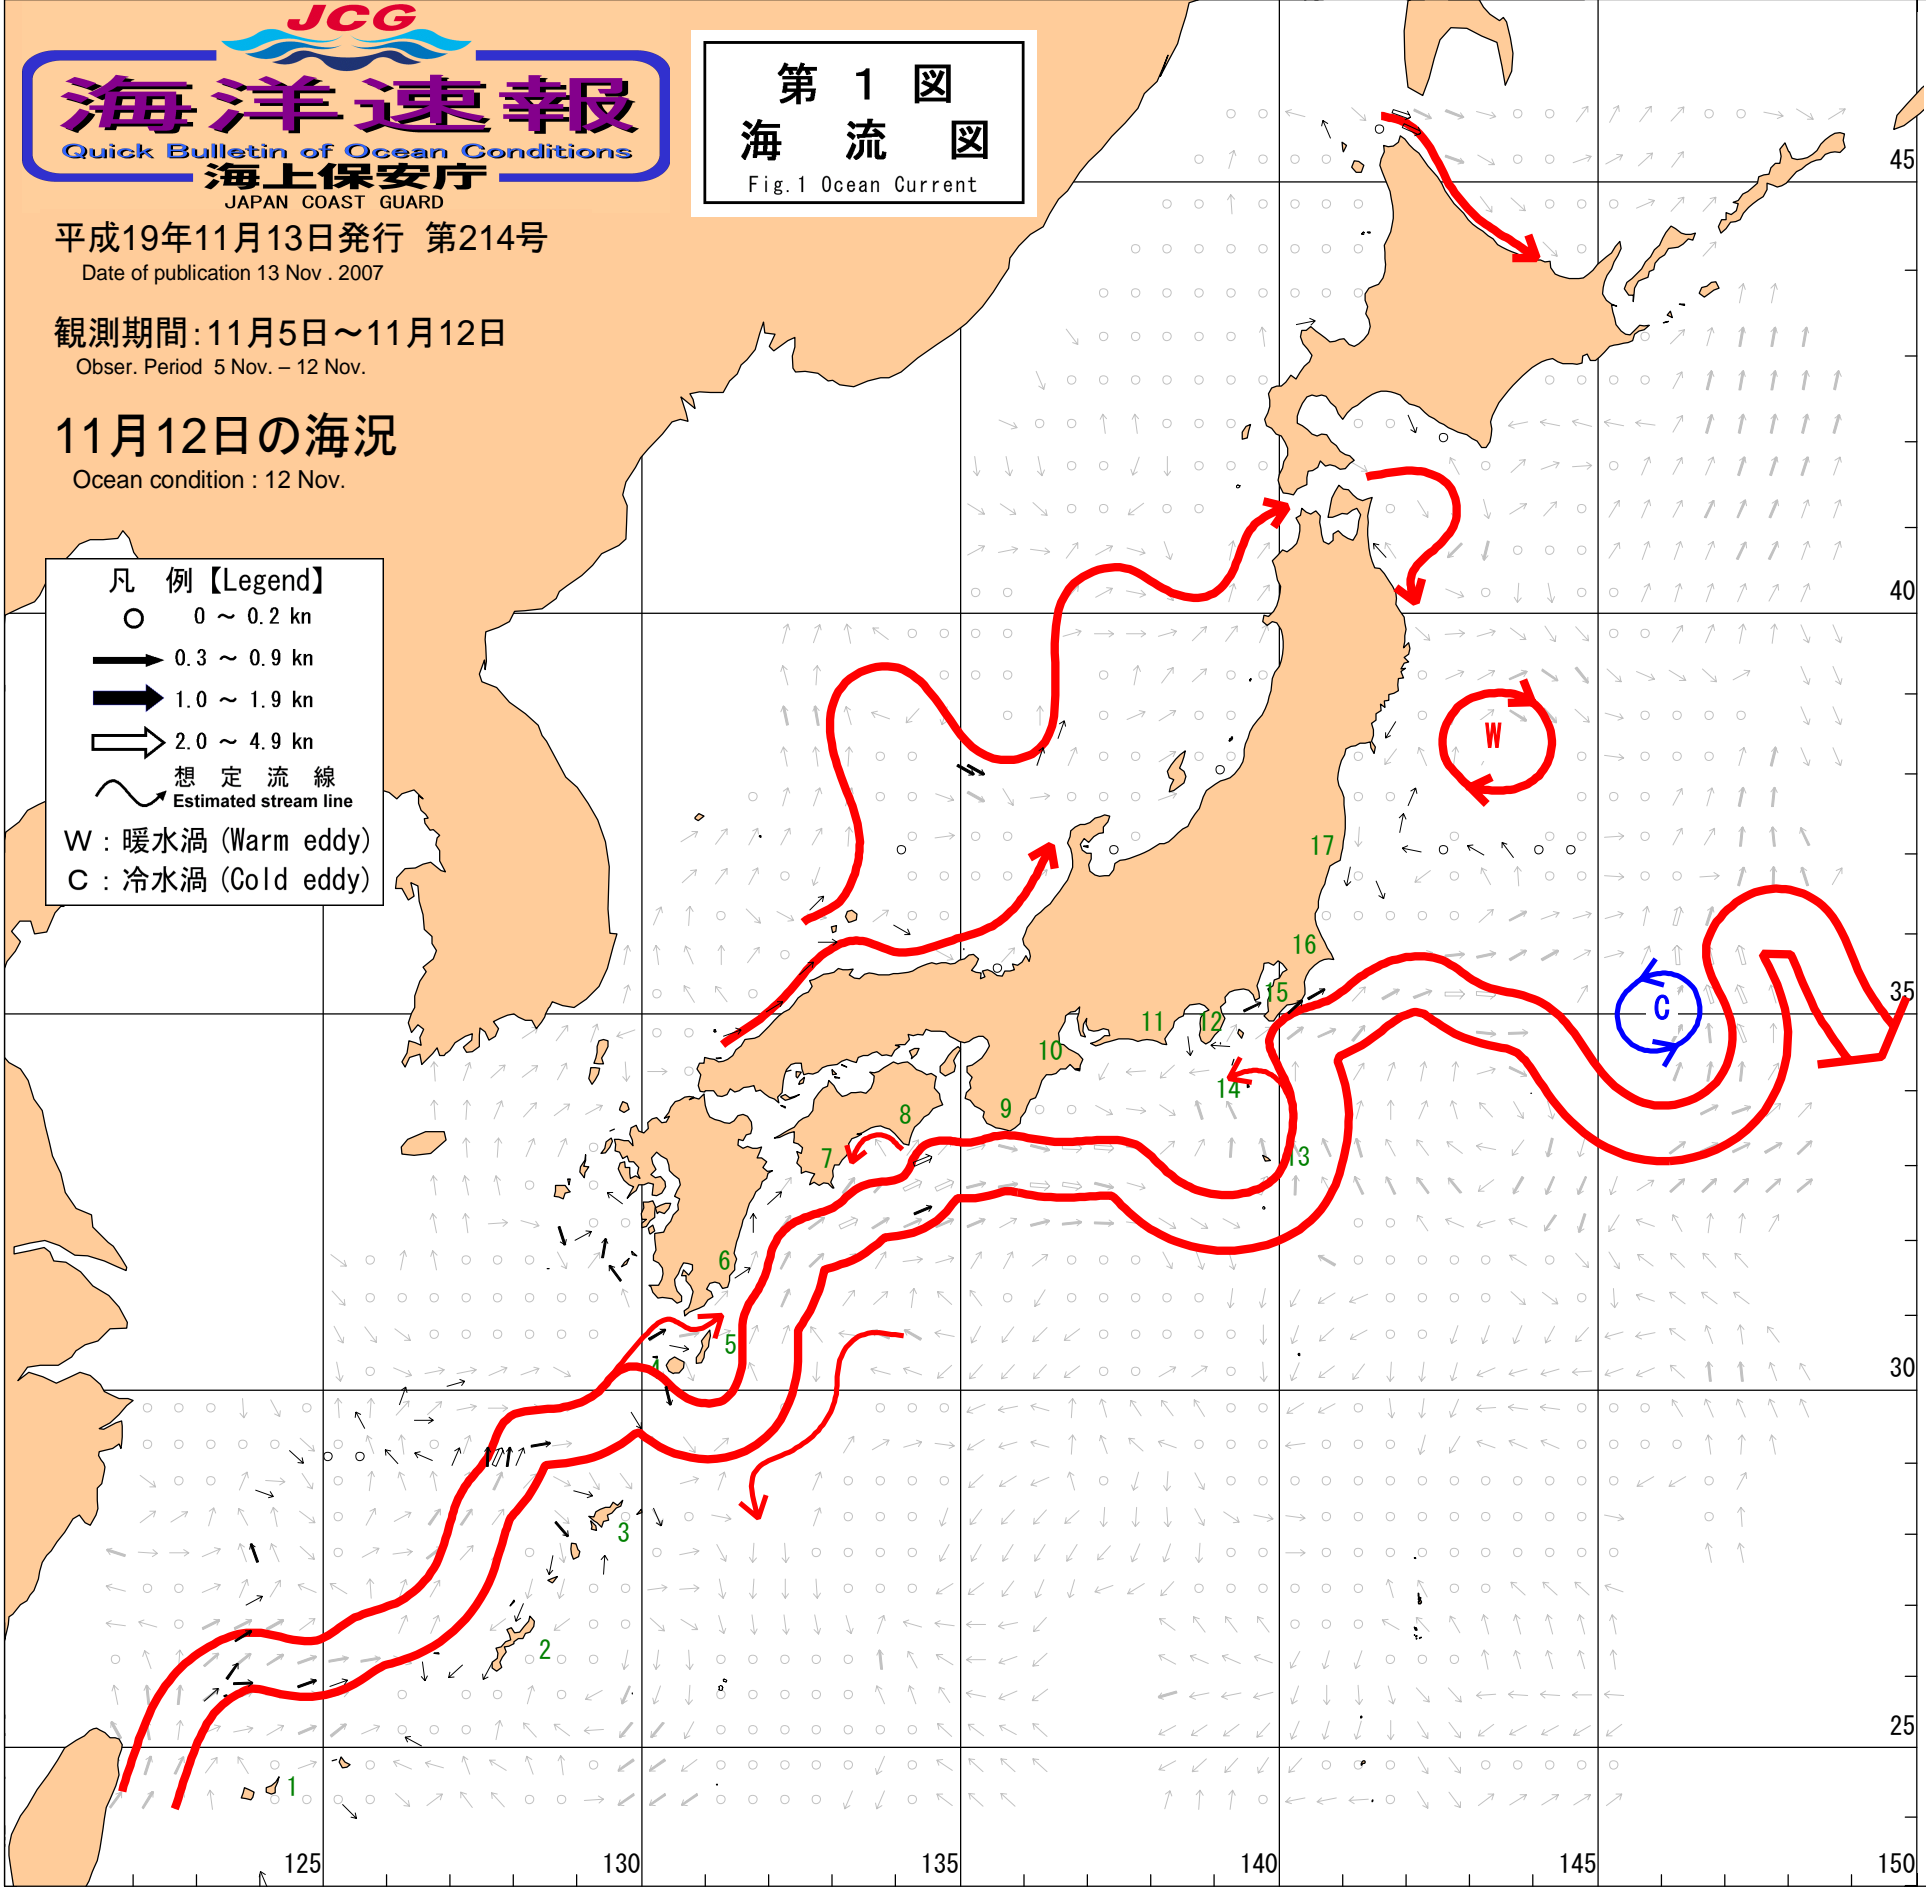 JCG
海洋速報
Quick Bulletin of Ocean Conditions
海上保安庁
JAPAN COAST GUARD
平成19年11月13日発行 第214号
Date of publication 13 Nov . 2007
観測期間:11月5日~11月12日
Obser. Period 5 Nov. – 12 Nov.
11月12日の海況
Ocean condition : 12 Nov.
第 1 図
海 流 図
Fig.1 Ocean Current
凡 例【Legend】
0 ~ 0.2 kn
0.3 ~ 0.9 kn
1.0 ~ 1.9 kn
2.0 ~ 4.9 kn
想 定 流 線
Estimated stream line
W : 暖水渦 (Warm eddy)
C : 冷水渦 (Cold eddy)
45
40
W
17
16
35
15
C
11
12
10
14
9
8
7
13
6
5
4
30
3
2
25
1
125
130
135
140
145
150